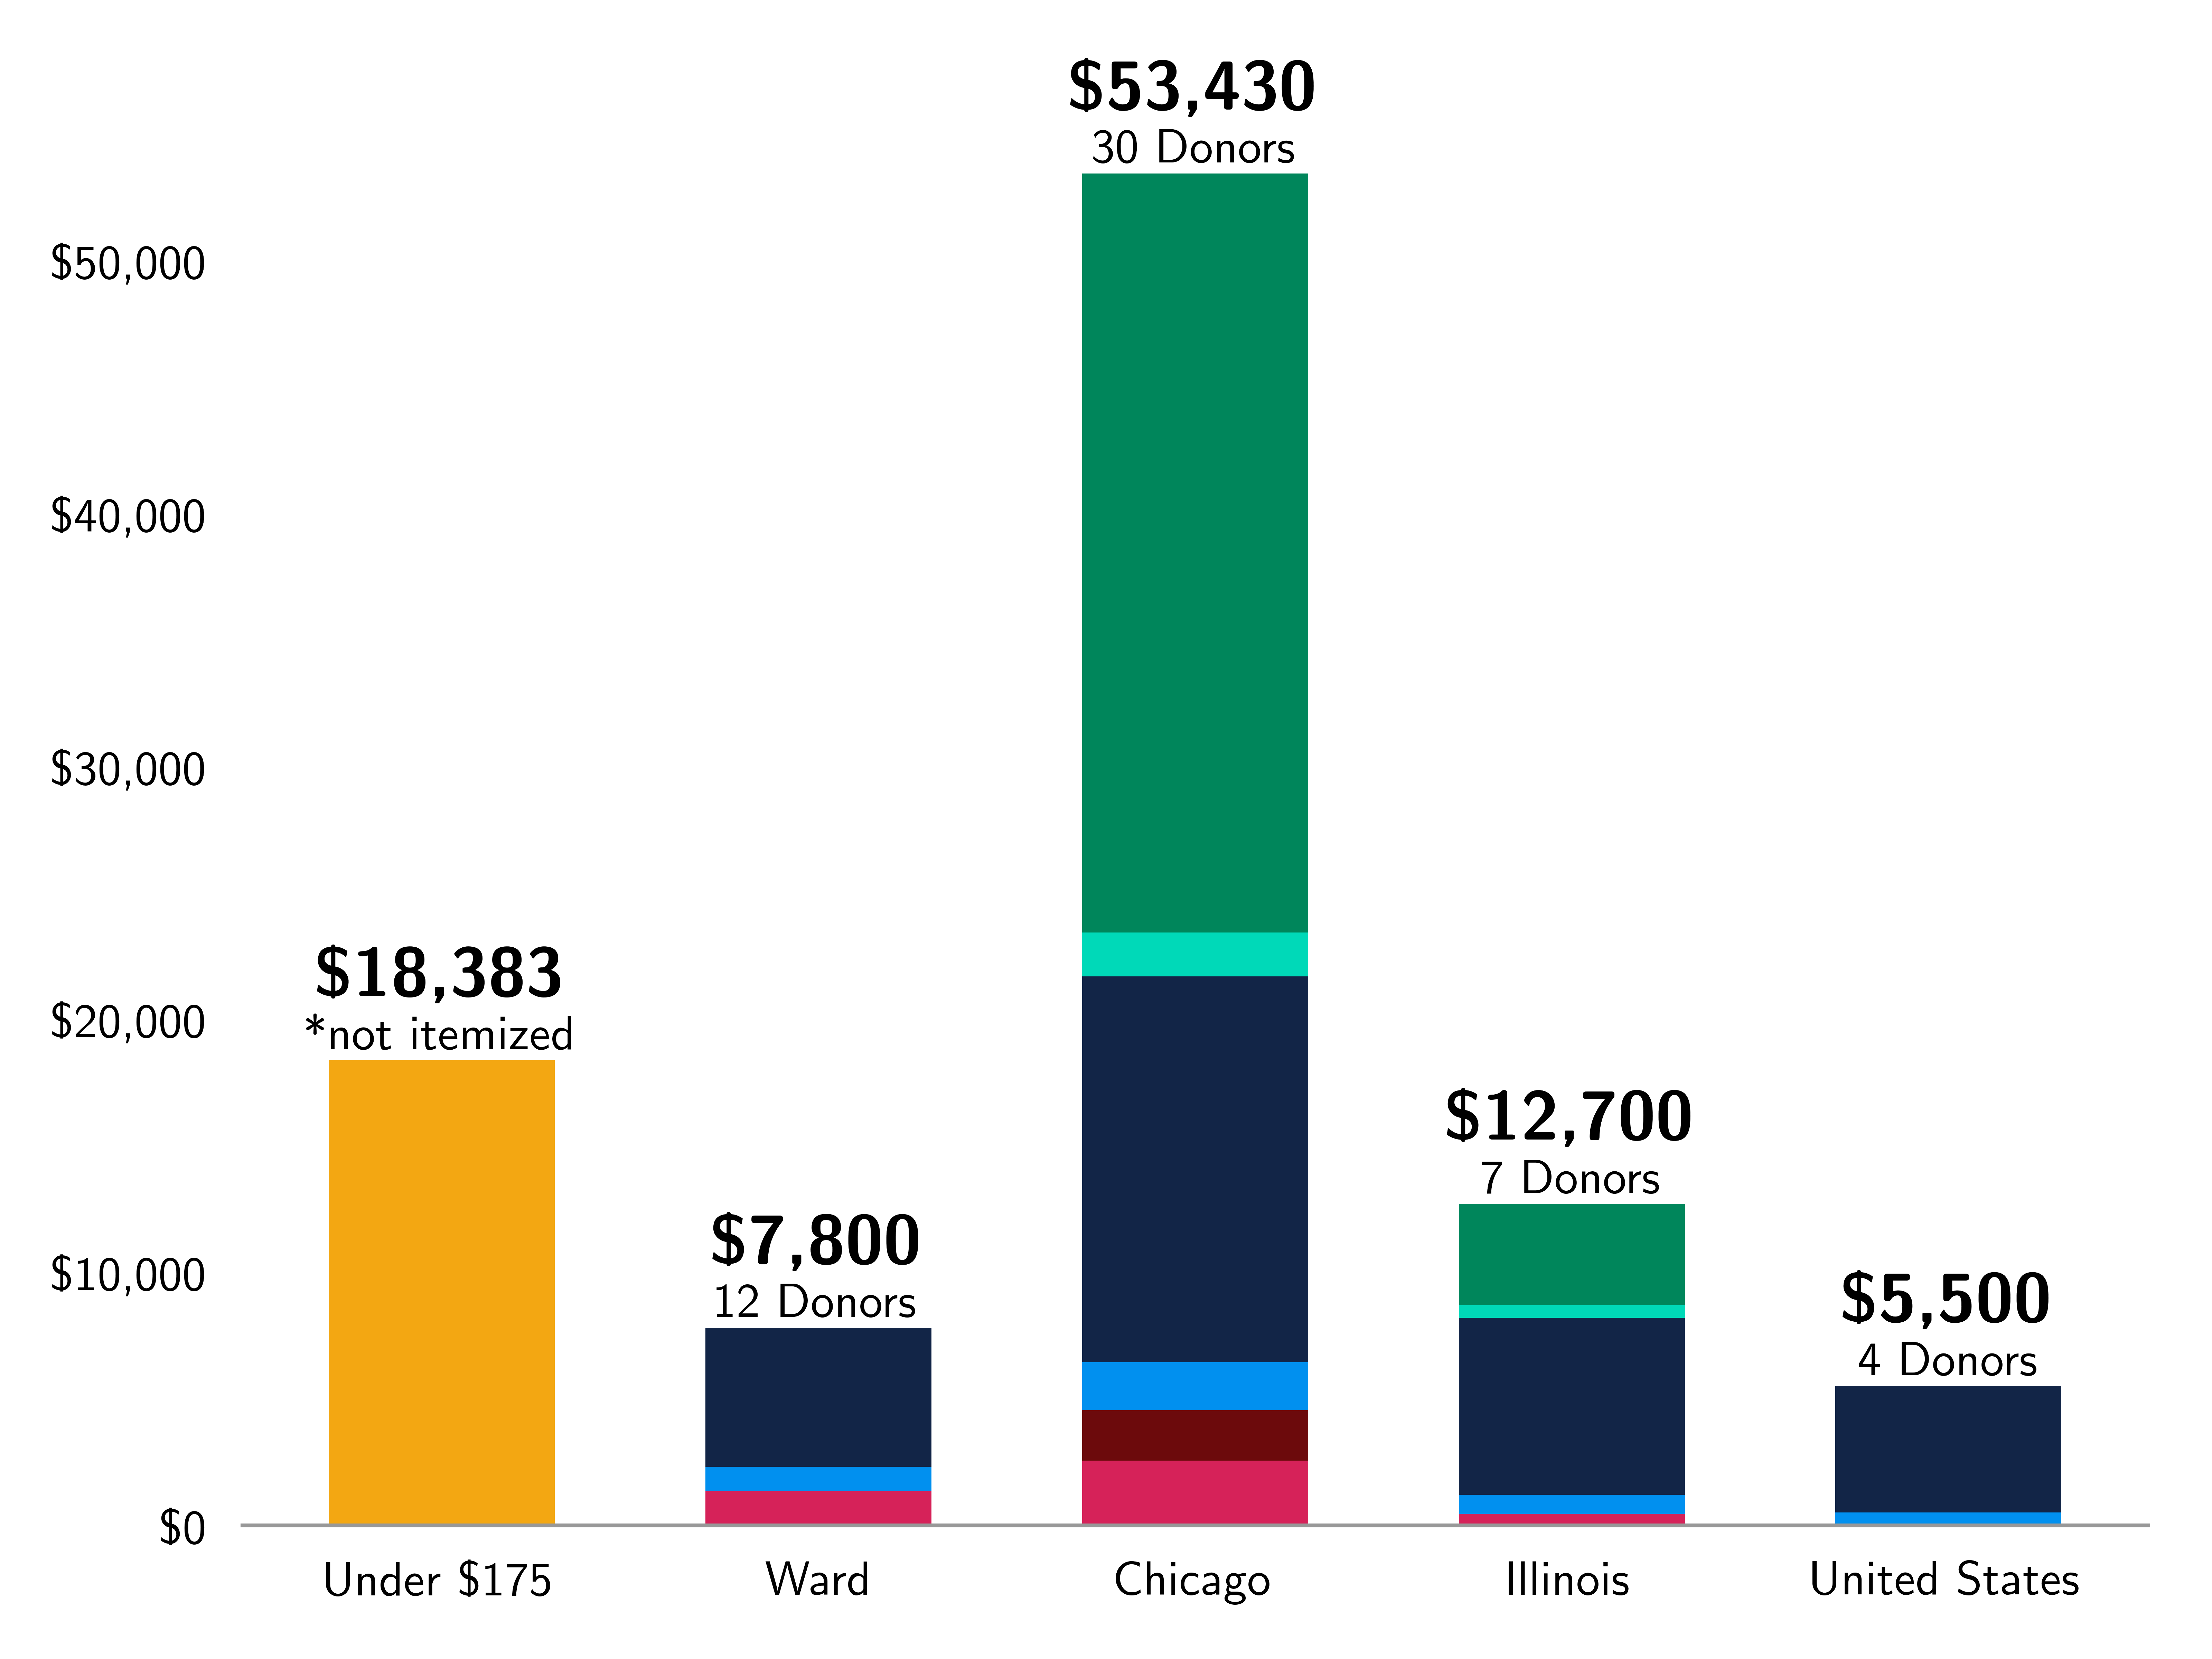 $53,430
30 Donors
$50,000
$40,000
$30,000
$18,383
*not itemized
$20,000
$12,700
7 Donors
$7,800
12 Donors
$10,000
$5,500
4 Donors
$0
Under $175
Ward
Chicago
Illinois
United States